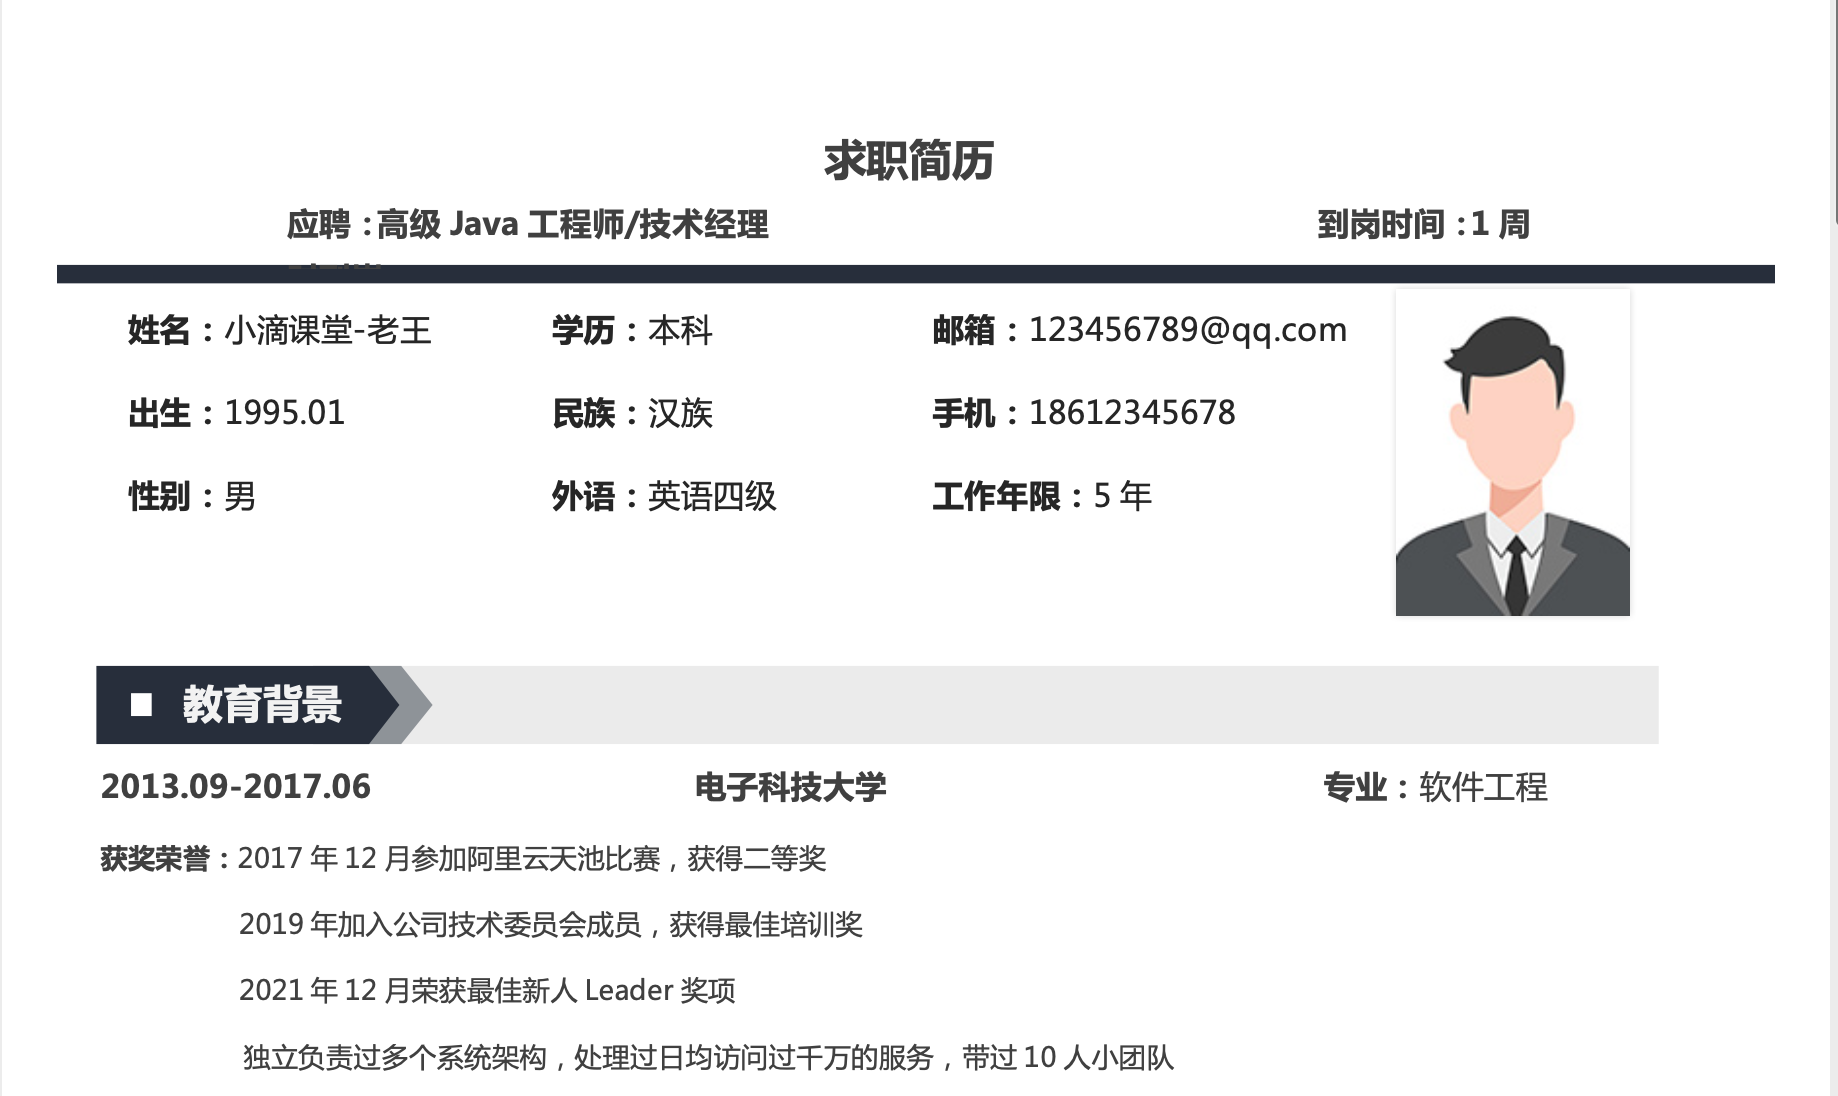 求职简历
应聘：高级 Java 工程师/技术经理 到岗时间：1 周
姓名：小滴课堂-老王 学历：本科 邮箱：123456789@qq.com
出生：1995.01 民族：汉族 手机：18612345678
性别：男 外语：英语四级 工作年限：5 年
教育背景
2013.09-2017.06 电子科技大学 专业：软件工程
获奖荣誉：2017 年 12 月参加阿里云天池比赛，获得二等奖
2019 年加入公司技术委员会成员，获得最佳培训奖
2021 年 12 月荣获最佳新人 Leader 奖项
独立负责过多个系统架构，处理过日均访问过千万的服务，带过 10 人小团队